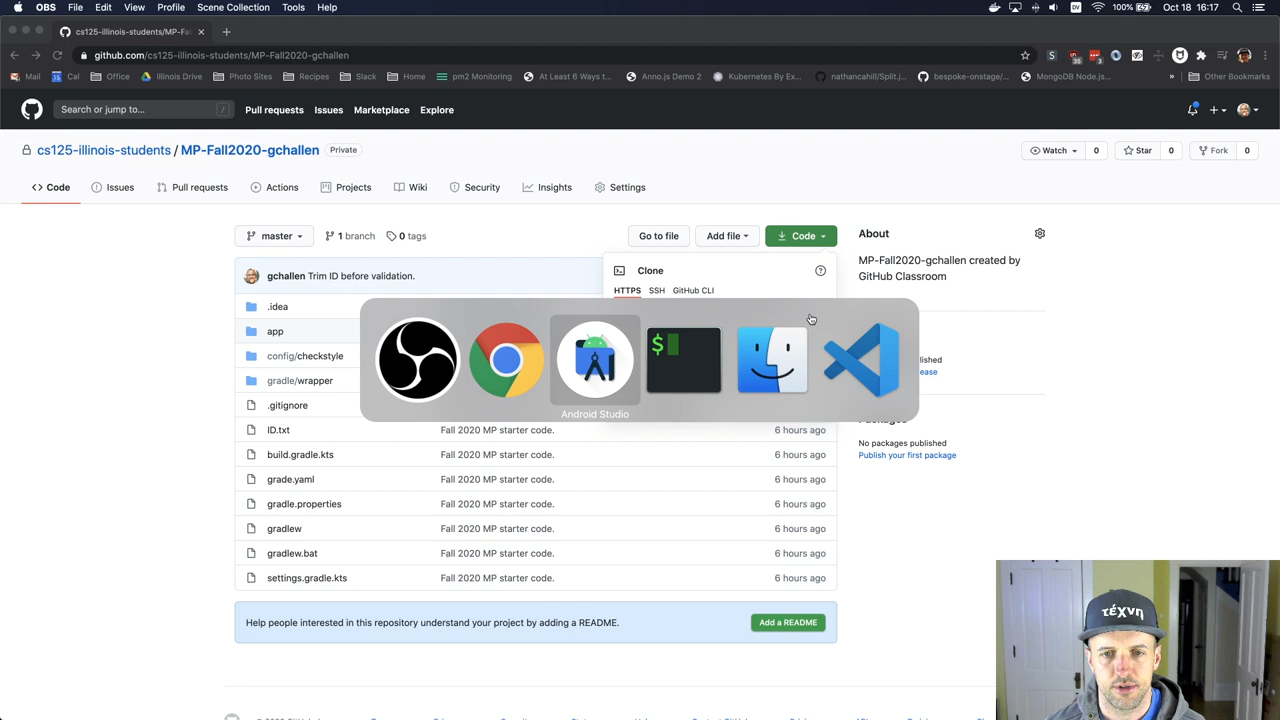 OBS File Edit View Profile Scene Collection Tools Help
DV 100% Oct 18 16:17
cs125-illinois-students/MP-Fal
github.com/cs125-illinois-students/MP-Fall2020-gchallen
Mail Cal Office Illinois Drive Photo Sites Recipes Slack Home pm2 Monitoring At Least 6 Ways t... Anno.js Demo 2 Kubernetes By Ex... nathancahill/Split.j... bespoke-onstage/... MongoDB Node.js... » Other Bookmarks
Search or jump to... / Pull requests Issues Marketplace Explore
cs125-illinois-students / MP-Fall2020-gchallen Private
Watch 0 Star 0 Fork 0
Code Issues Pull requests Actions Projects Wiki Security Insights Settings
master 1 branch 0 tags Go to file Add file Code
About
MP-Fall2020-gchallen created by
GitHub Classroom
gchallen Trim ID before validation.
Clone
HTTPS SSH GitHub CLI
.idea
app
config/checkstyle
gradle/wrapper
.gitignore
$
Android Studio
ID.txt Fall 2020 MP starter code. 6 hours ago
build.gradle.kts Fall 2020 MP starter code. 6 hours ago
grade.yaml Fall 2020 MP starter code. 6 hours ago
gradle.properties Fall 2020 MP starter code. 6 hours ago
gradlew Fall 2020 MP starter code. 6 hours ago
gradlew.bat Fall 2020 MP starter code. 6 hours ago
settings.gradle.kts Fall 2020 MP starter code. 6 hours ago
No packages published
Publish your first package
Help people interested in this repository understand your project by adding a README. Add a README
τέχνη